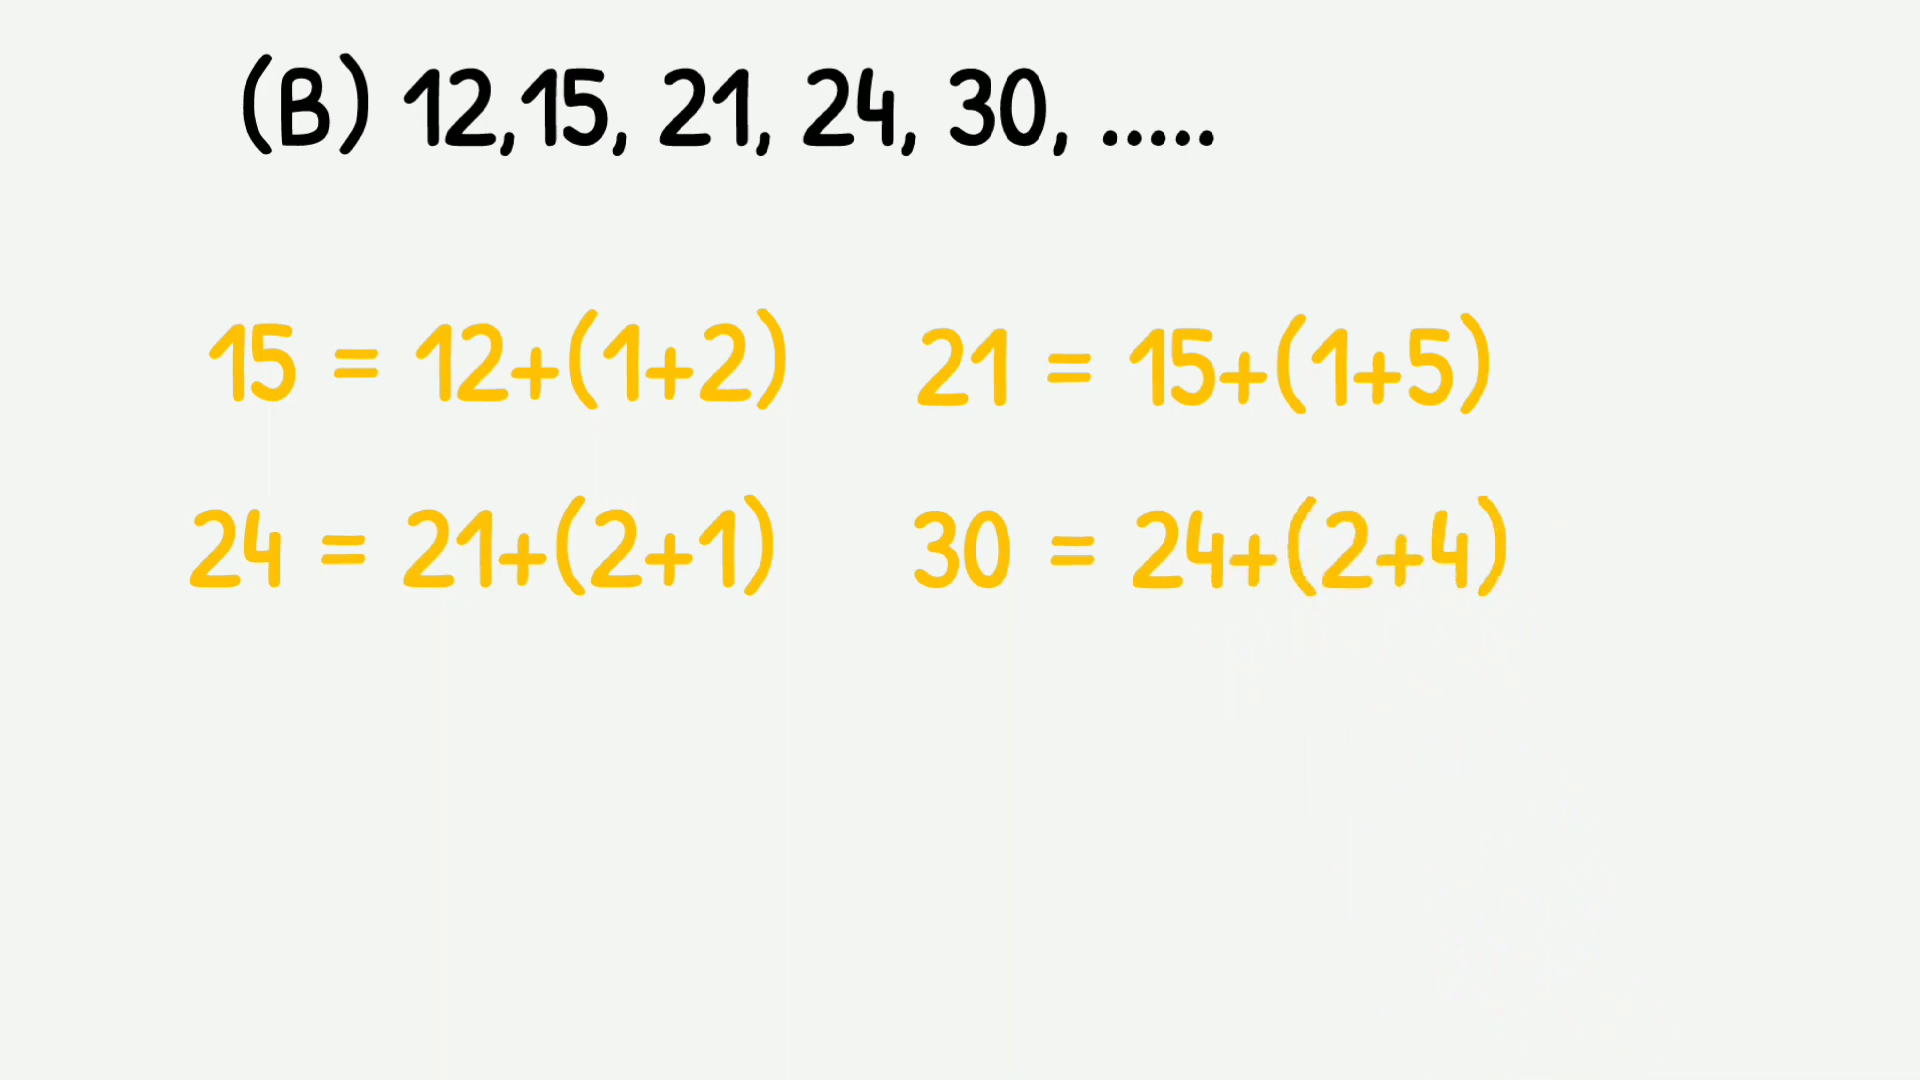 (B) 12,15, 21, 24, 30, .....
15 = 12+(1+2) 21 = 15+(1+5)
24 = 21+(2+1) 30 = 24+(2+4)